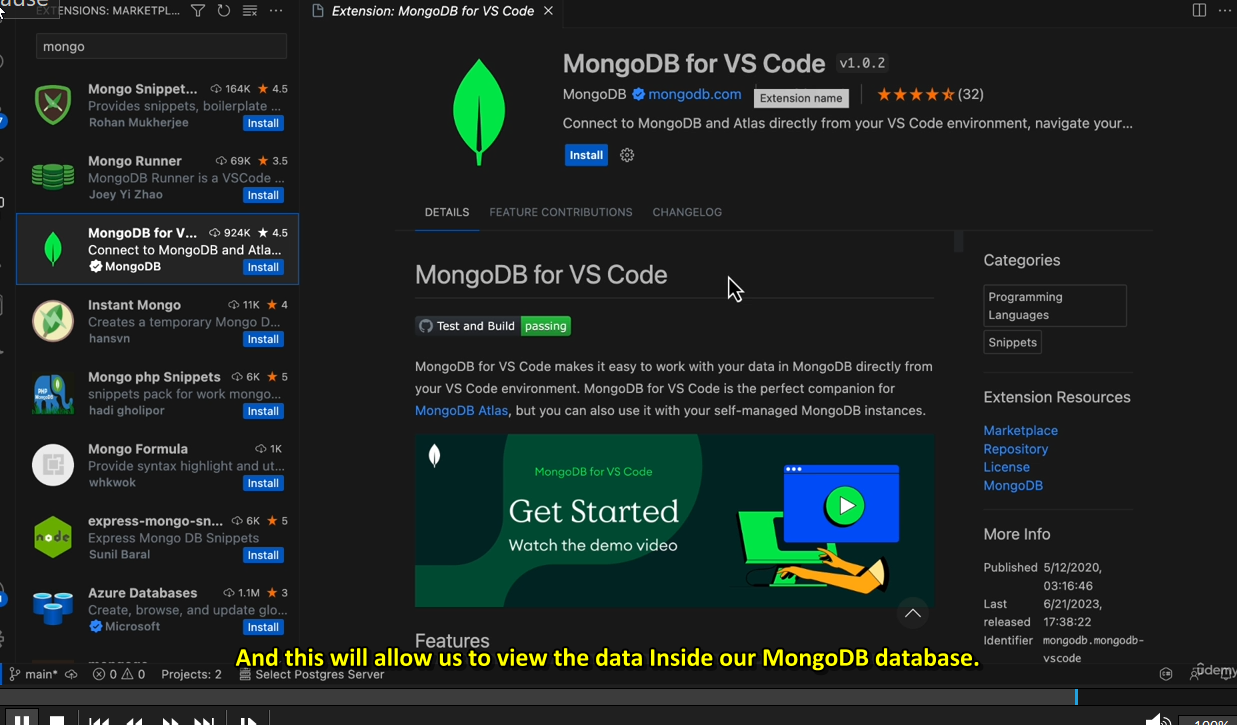 ause
EXTENSIONS: MARKETPL...
Extension: MongoDB for VS Code
mongo
Mongo Snippet... 164K 4.5
Provides snippets, boilerplate ...
Rohan Mukherjee
Install
Mongo Runner 69K 3.5
MongoDB Runner is a VSCode ...
Joey Yi Zhao
Install
MongoDB for V... 924K 4.5
Connect to MongoDB and Atla...
MongoDB
Install
Instant Mongo 11K 4
Creates a temporary Mongo D...
hansvn
Install
Mongo php Snippets 6K 5
snippets pack for work mongo...
hadi gholipor
Install
Mongo Formula 1K
Provide syntax highlight and ut...
whkwok
Install
express-mongo-sn... 6K 5
Express Mongo DB Snippets
Sunil Baral
Install
Azure Databases 1.1M 3
Create, browse, and update glo...
Microsoft
Install
MongoDB for VS Code v1.0.2
MongoDB mongodb.com Extension name (32)
Connect to MongoDB and Atlas directly from your VS Code environment, navigate your...
Install
DETAILS FEATURE CONTRIBUTIONS CHANGELOG
MongoDB for VS Code
Test and Build passing
MongoDB for VS Code makes it easy to work with your data in MongoDB directly from
your VS Code environment. MongoDB for VS Code is the perfect companion for
MongoDB Atlas, but you can also use it with your self-managed MongoDB instances.
MongoDB for VS Code
Get Started
Watch the demo video
Features
Categories
Programming
Languages
Snippets
Extension Resources
Marketplace
Repository
License
MongoDB
More Info
Published 5/12/2020,
03:16:46
Last 6/21/2023,
released 17:38:22
Identifier mongodb.mongodb-
vscode
And this will allow us to view the data Inside our MongoDB database.
main* 0 0 Projects: 2 Select Postgres Server
udemy
100%